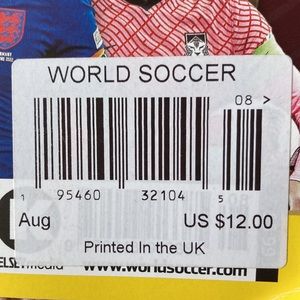 WORLD SOCCER
08 >
1 95460 32104 5
Aug US $12.00
Printed In the UK
www.worldsoccer.com